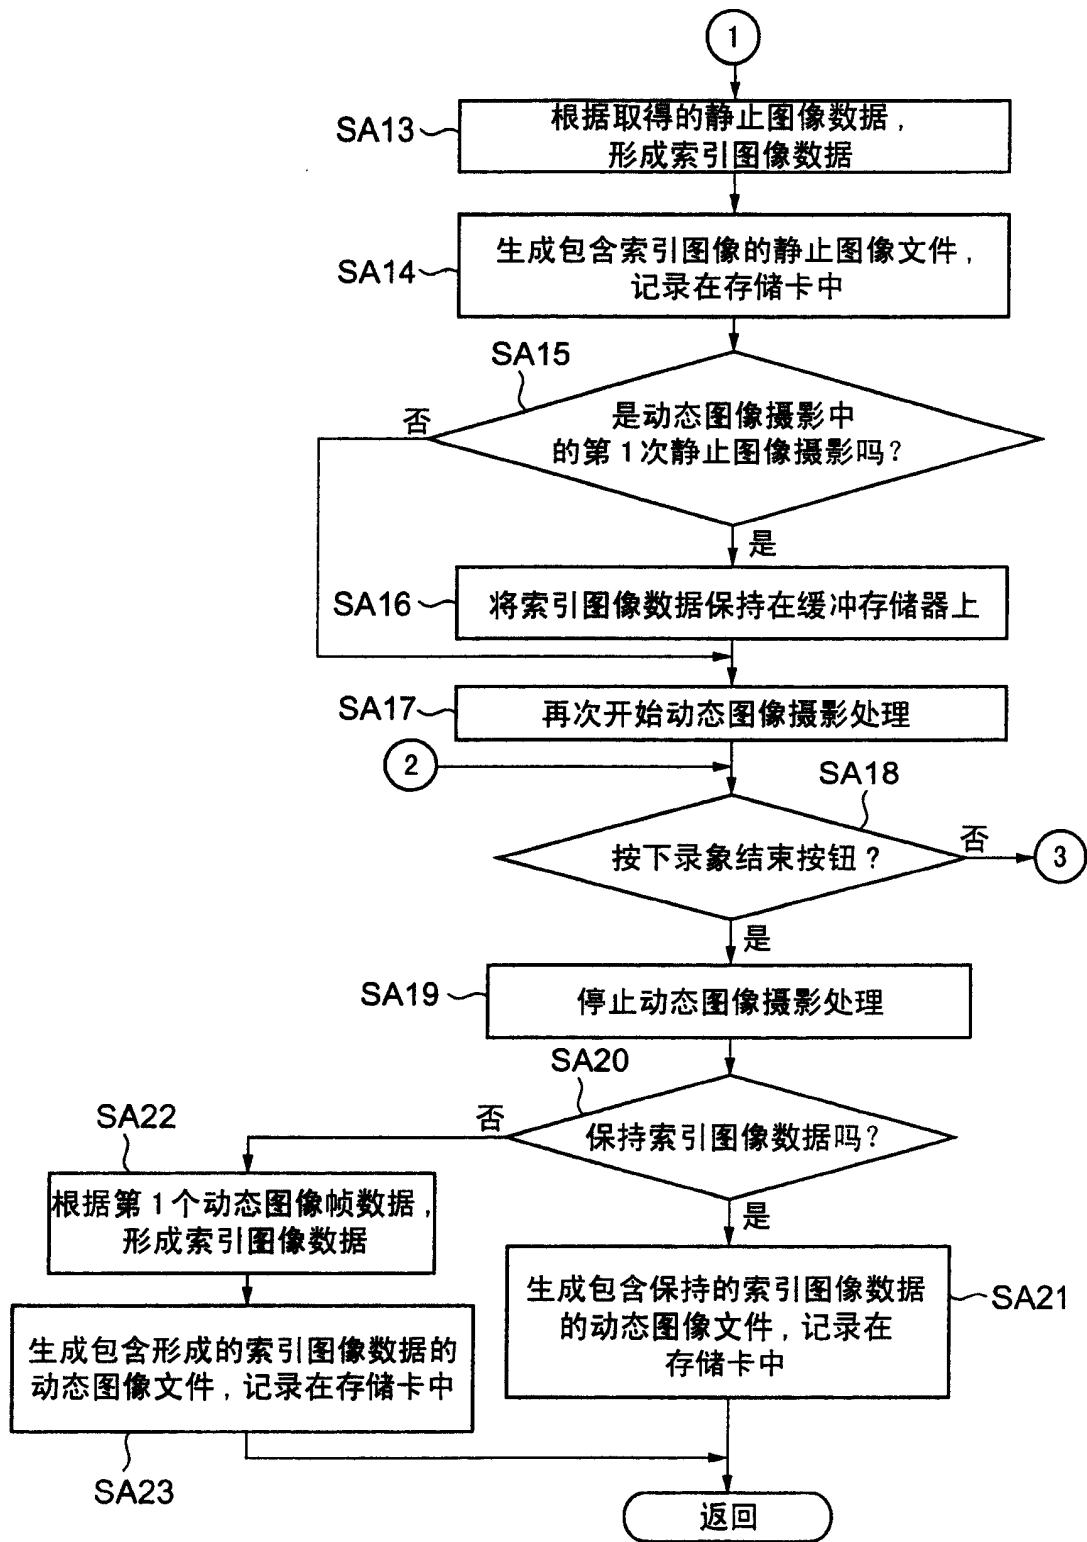 1
SA13
根据取得的静止图像数据,
形成索引图像数据
SA14
生成包含索引图像的静止图像文件,
记录在存储卡中
SA15
否
是动态图像摄影中
的第1次静止图像摄影吗?
是
SA16
将索引图像数据保持在缓冲存储器上
SA17
再次开始动态图像摄影处理
2
SA18
按下录象结束按钮?
否
3
是
SA19
停止动态图像摄影处理
SA20
否
保持索引图像数据吗?
是
SA22
根据第1个动态图像帧数据,
形成索引图像数据
生成包含保持的索引图像数据
的动态图像文件,记录在
存储卡中
SA21
生成包含形成的索引图像数据的
动态图像文件,记录在存储卡中
SA23
返回